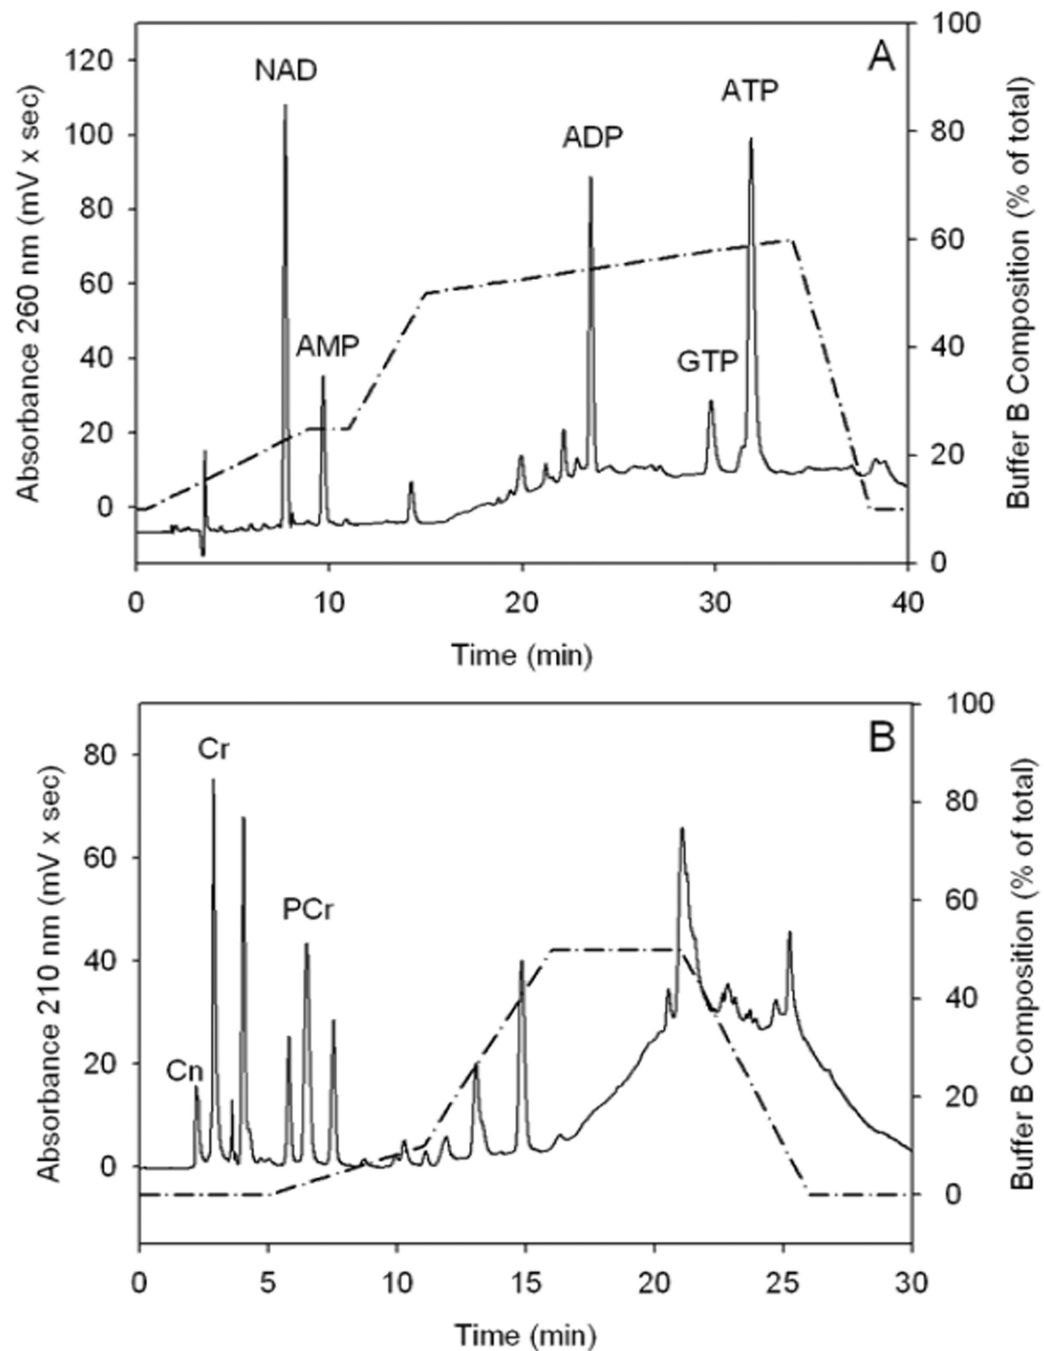 A
NAD
AMP
ADP
GTP
ATP
120
100
80
60
40
20
0
100
80
60
40
20
0
0 10 20 30 40
Absorbance 260 nm (mV x sec)
Buffer B Composition (% of total)
Time (min)
B
Cr
Cn
PCr
80
60
40
20
0
100
80
60
40
20
0
0 5 10 15 20 25 30
Absorbance 210 nm (mV x sec)
Buffer B Composition (% of total)
Time (min)